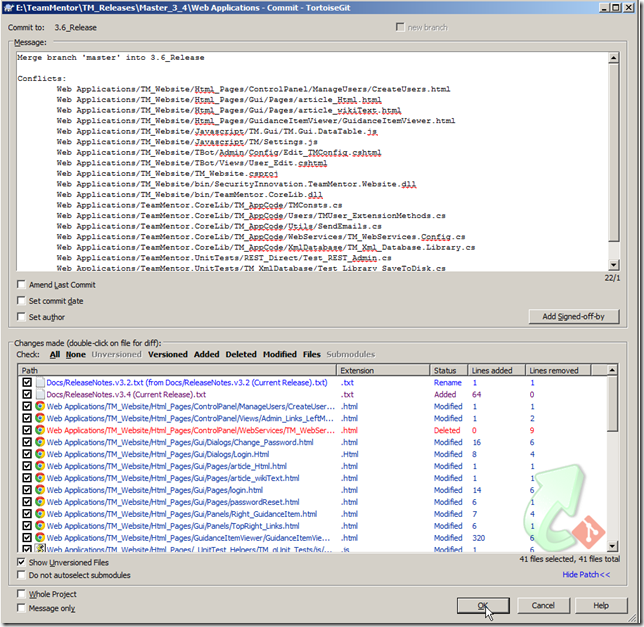 E:\TeamMentor\TM_Releases\Master_3_4\Web Applications - Commit - TortoiseGit
Commit to: 3.6_Release new branch
Message:
Merge branch 'master' into 3.6_Release
Conflicts:
Web Applications/TM_Website/Html_Pages/ControlPanel/ManageUsers/CreateUsers.html
Web Applications/TM_Website/Html_Pages/Gui/Pages/article_Html.html
Web Applications/TM_Website/Html_Pages/Gui/Pages/article_wikiText.html
Web Applications/TM_Website/Html_Pages/GuidanceItemViewer/GuidanceItemViewer.html
Web Applications/TM_Website/Javascript/TM.Gui/TM.Gui.DataTable.js
Web Applications/TM_Website/Javascript/TM/Settings.js
Web Applications/TM_Website/TBot/Admin/Config/Edit_TMConfig.cshtml
Web Applications/TM_Website/TBot/Views/User_Edit.cshtml
Web Applications/TM_Website/TM_Website.csproj
Web Applications/TM_Website/bin/SecurityInnovation.TeamMentor.Website.dll
Web Applications/TM_Website/bin/TeamMentor.CoreLib.dll
Web Applications/TeamMentor.CoreLib/TM_AppCode/TMConsts.cs
Web Applications/TeamMentor.CoreLib/TM_AppCode/Users/TMUser_ExtensionMethods.cs
Web Applications/TeamMentor.CoreLib/TM_AppCode/Utils/SendEmails.cs
Web Applications/TeamMentor.CoreLib/TM_AppCode/WebServices/TM_WebServices.Config.cs
Web Applications/TeamMentor.CoreLib/TM_AppCode/XmlDatabase/TM_Xml_Database.Library.cs
Web Applications/TeamMentor.UnitTests/REST_Direct/Test_REST_Admin.cs
Web Applications/TeamMentor.UnitTests/TM_XmlDatabase/Test_Library_SaveToDisk.cs
22/1
Amend Last Commit
Set commit date
Set author
Add Signed-off-by
Changes made (double-click on file for diff):
Check: All None Unversioned Versioned Added Deleted Modified Files Submodules
Path Extension Status Lines added Lines removed
Docs/ReleaseNotes.v3.2.txt (from Docs/ReleaseNotes.v3.2 (Current Release).txt) .txt Rename 1 1
Docs/ReleaseNotes.v3.4 (Current Release).txt .txt Added 64 0
Web Applications/TM_Website/Html_Pages/ControlPanel/ManageUsers/CreateUser... .html Modified 1 1
Web Applications/TM_Website/Html_Pages/ControlPanel/Views/Admin_Links_LeftM... .html Modified 1 2
Web Applications/TM_Website/Html_Pages/ControlPanel/WebServices/TM_WebSer... .html Deleted 0 9
Web Applications/TM_Website/Html_Pages/Gui/Dialogs/Change_Password.html .html Modified 16 6
Web Applications/TM_Website/Html_Pages/Gui/Dialogs/Login.Html .Html Modified 8 4
Web Applications/TM_Website/Html_Pages/Gui/Pages/article_Html.html .html Modified 1 1
Web Applications/TM_Website/Html_Pages/Gui/Pages/article_wikiText.html .html Modified 1 1
Web Applications/TM_Website/Html_Pages/Gui/Pages/login.html .html Modified 14 6
Web Applications/TM_Website/Html_Pages/Gui/Pages/passwordReset.html .html Modified 6 1
Web Applications/TM_Website/Html_Pages/Gui/Panels/Right_GuidanceItem.html .html Modified 7 4
Web Applications/TM_Website/Html_Pages/Gui/Panels/TopRight_Links.html .html Modified 6 1
Web Applications/TM_Website/Html_Pages/GuidanceItemViewer/GuidanceItemView... .html Modified 320 6
Web Applications/TM_Website/Html_Pages/_UnitTest_Helpers/TM_qUnit_Tests/js/... .js Modified 1
41 files selected, 41 files total
Show Unversioned Files
Do not autoselect submodules
Hide Patch<<
Whole Project
Message only
OK Cancel Help